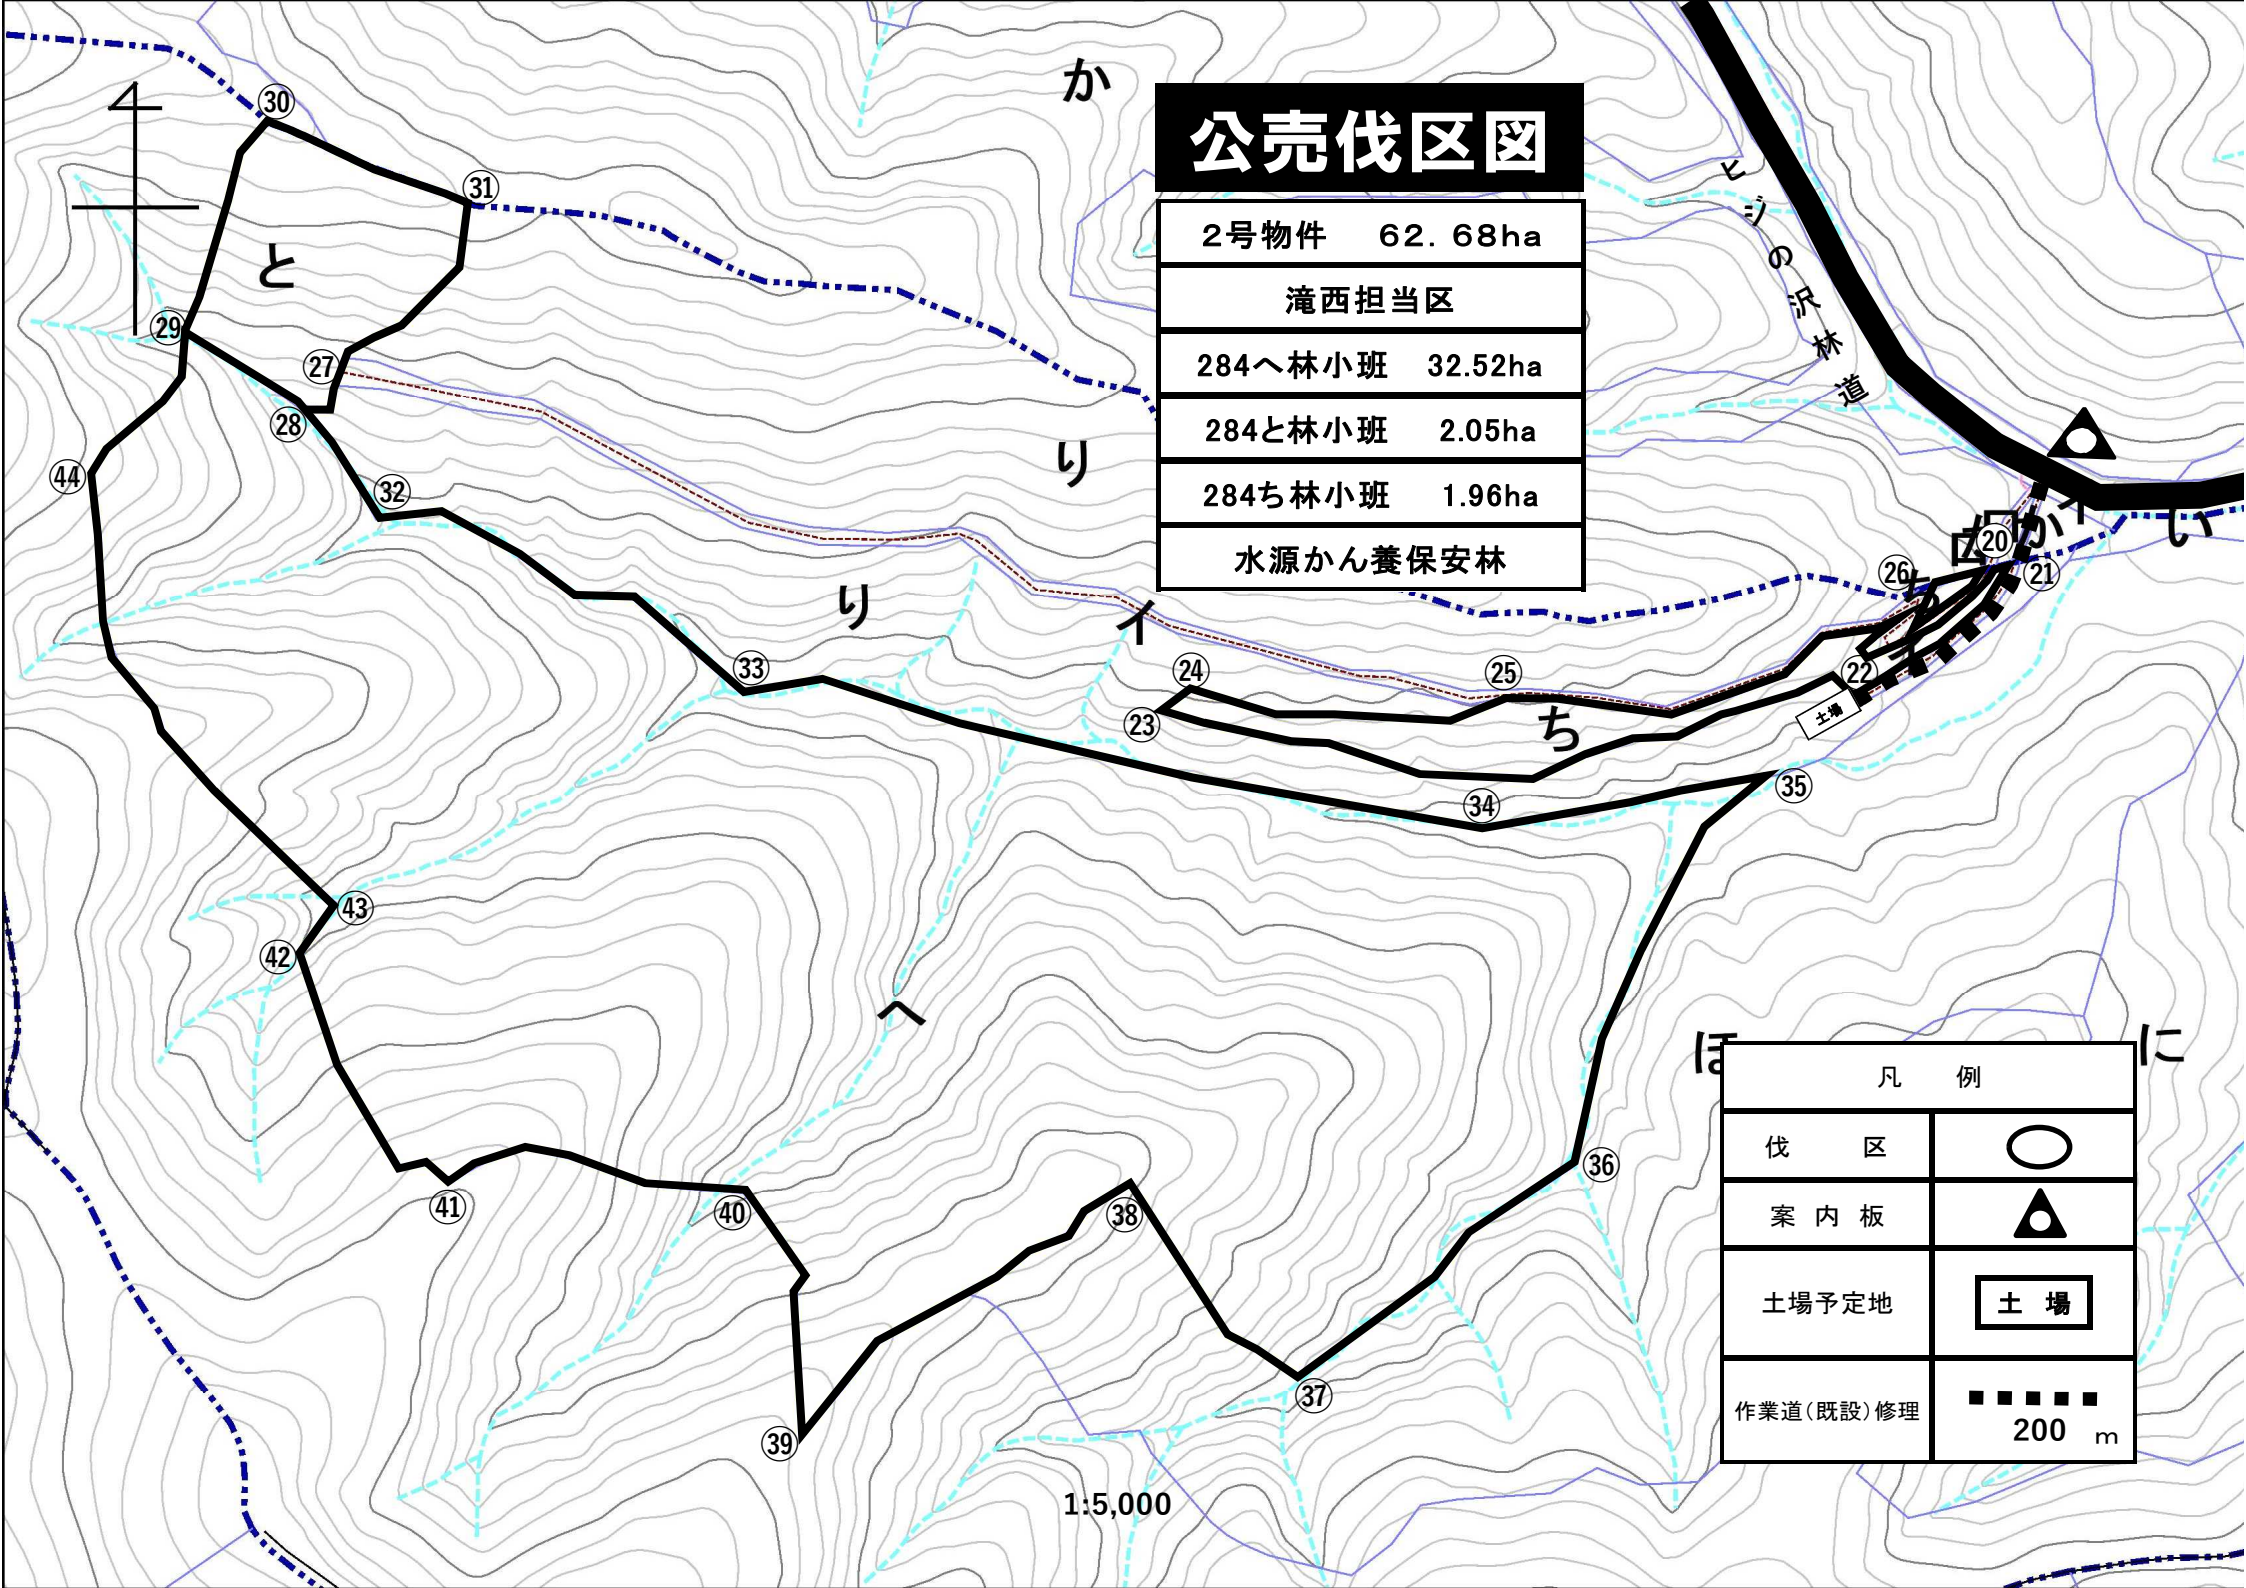 公売伐区図
2号物件 62.68ha
滝西担当区
284へ林小班 32.52ha
284と林小班 2.05ha
284ち林小班 1.96ha
水源かん養保安林
か
ヒジの沢林道
㉚
㉛
と
㉙
㉗
㉘
り
㊹
㉜
い
イ
か
ロ
⑳
㉑
㉖
ち
イ
り
イ
㉝
㉔
㉕
㉒
㉓
ち
土場
㉞
㉟
㊸
㊷
へ
ほ
に
㊱
㊶
㊵
㊳
㊲
㊴
1:5,000
凡 例
伐 区
案 内 板
土場予定地
土 場
作業道(既設)修理
200 m